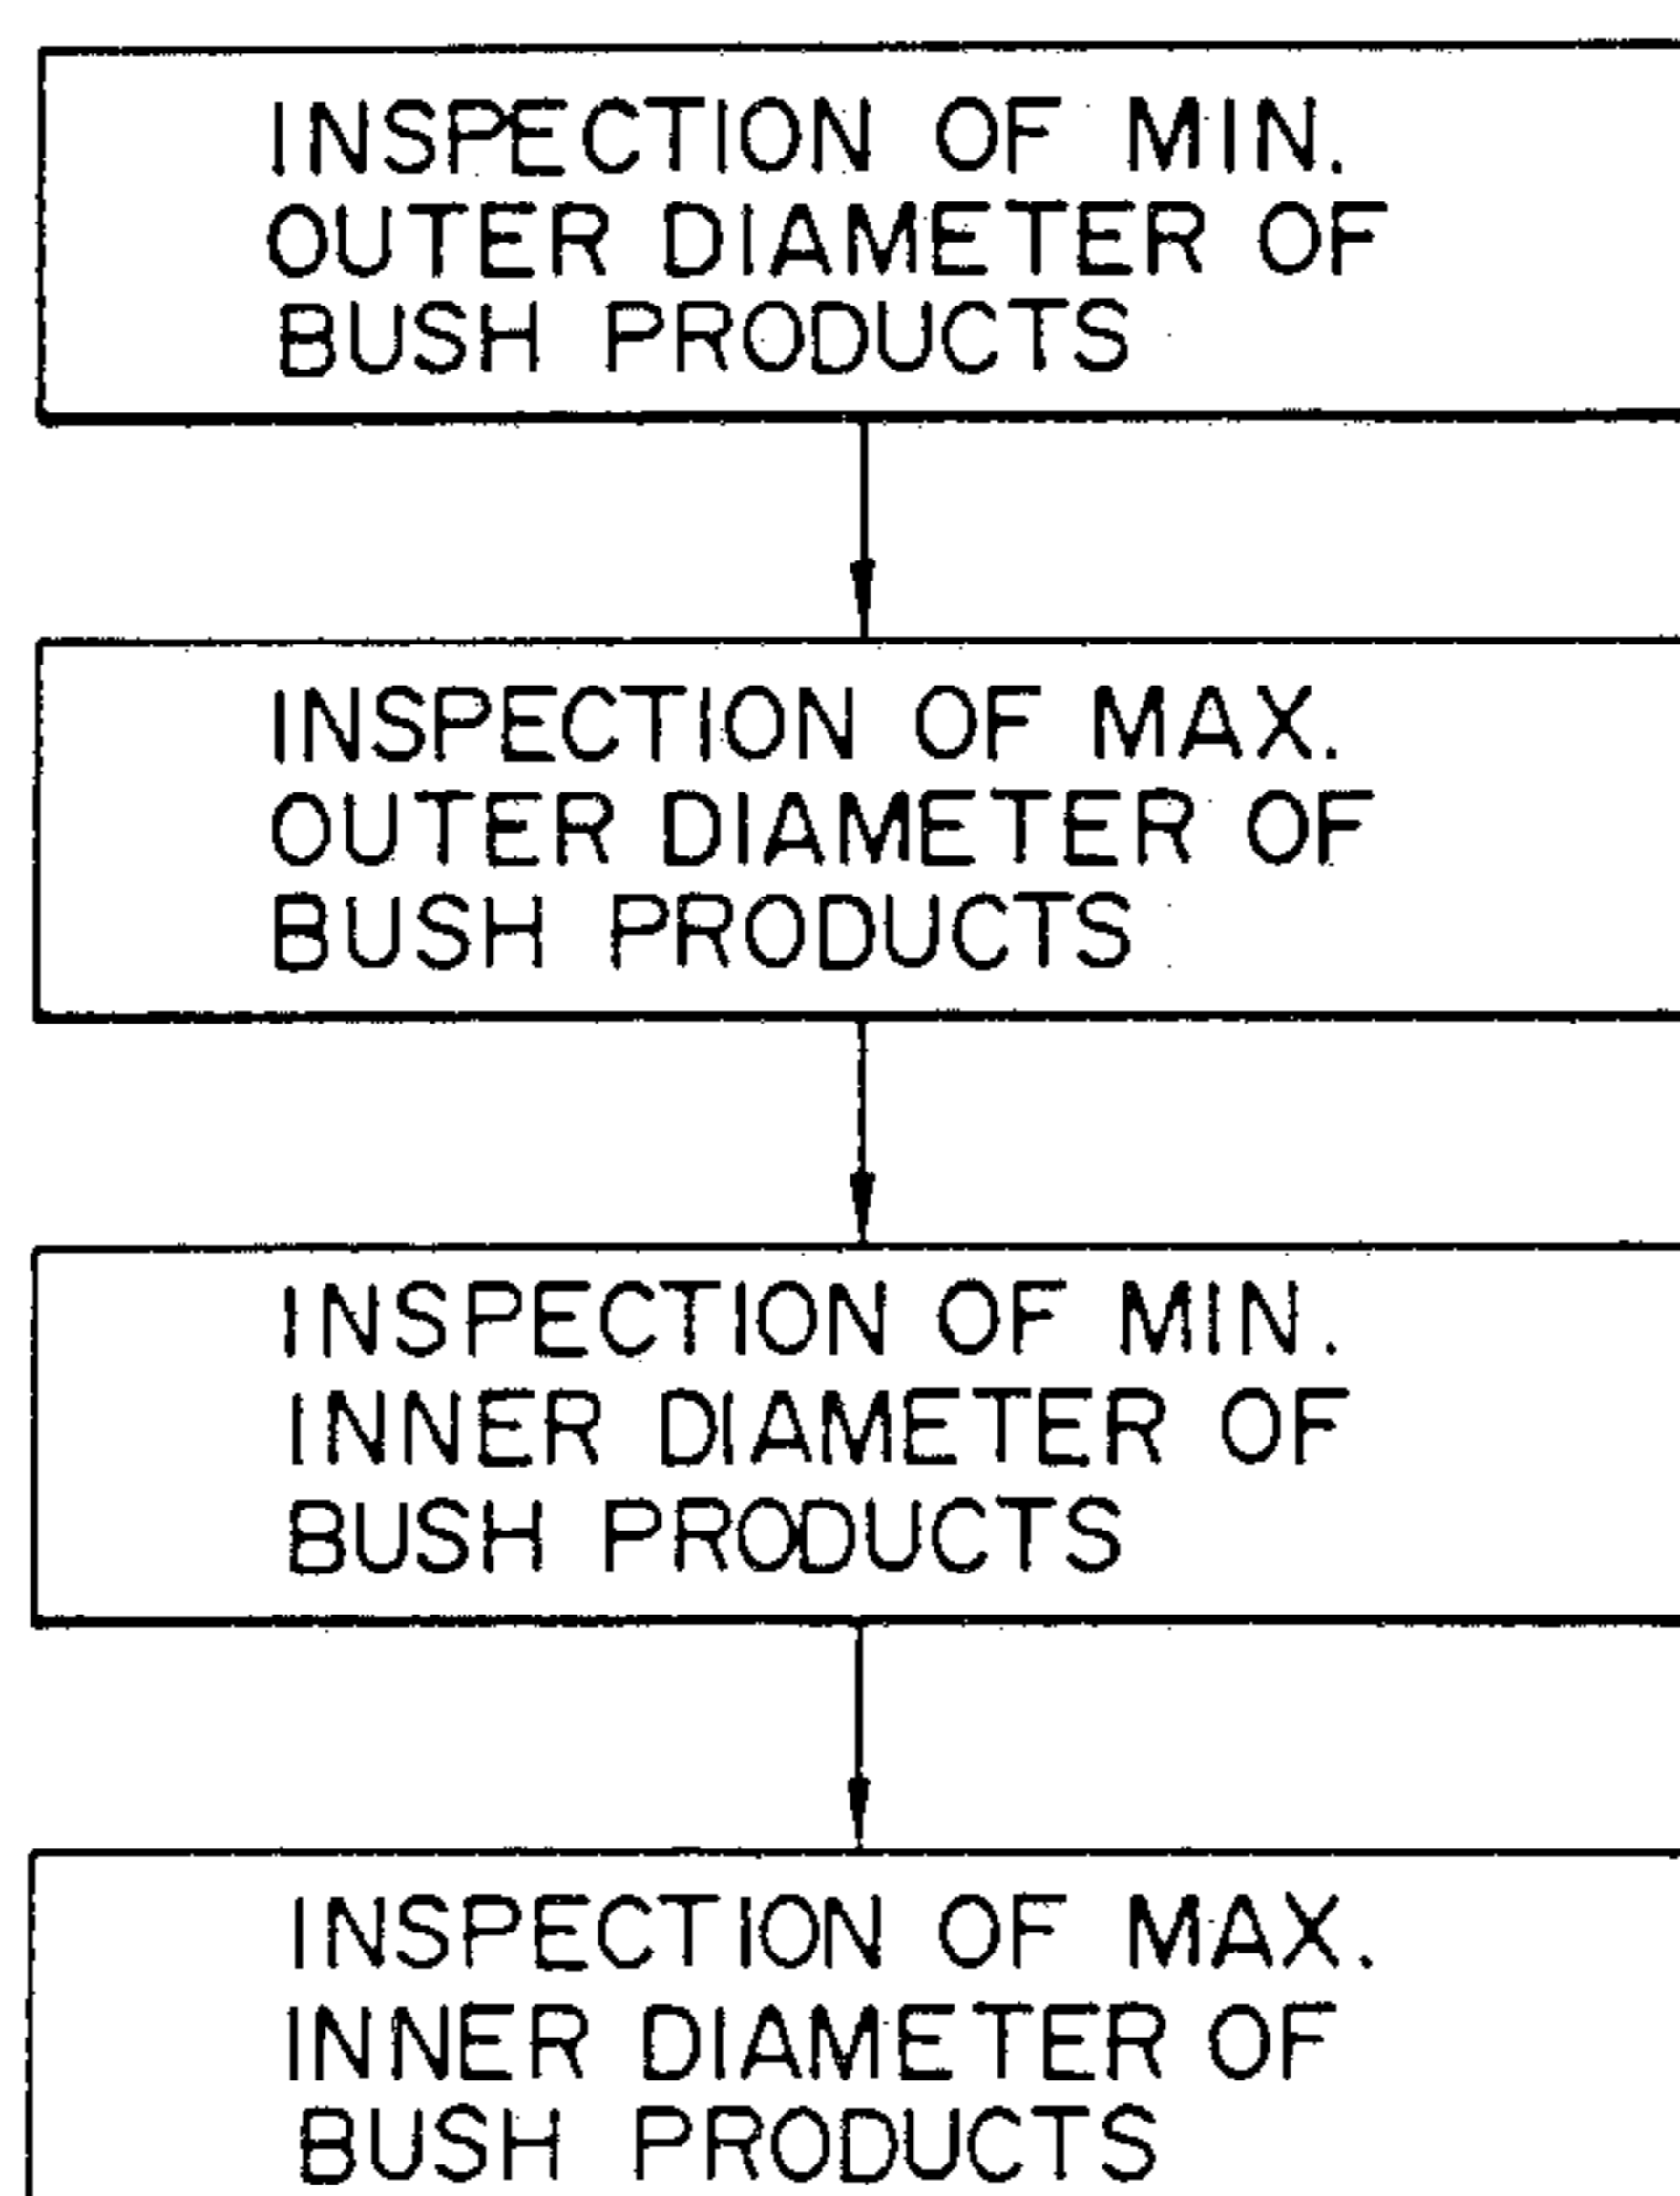 INSPECTION OF MIN.
OUTER DIAMETER OF
BUSH PRODUCTS
INSPECTION OF MAX.
OUTER DIAMETER OF
BUSH PRODUCTS
INSPECTION OF MIN.
INNER DIAMETER OF
BUSH PRODUCTS
INSPECTION OF MAX.
INNER DIAMETER OF
BUSH PRODUCTS